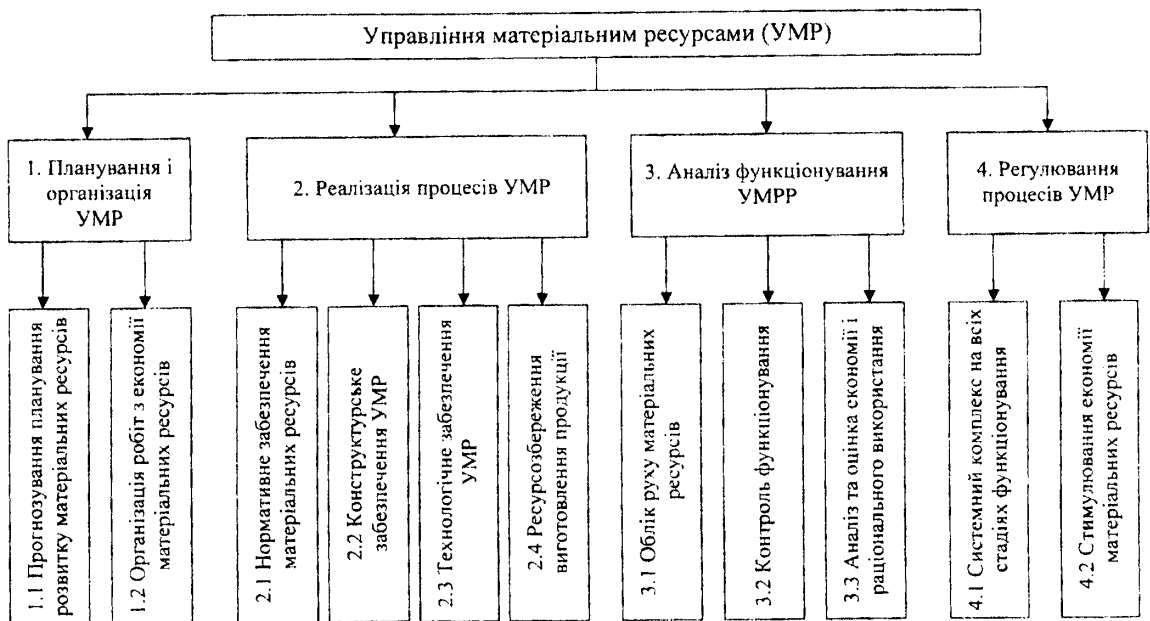 Управління матеріальним ресурсами (УМР)
1. Планування і
організація
УМР
2. Реалізація процесів УМР
3. Аналіз функціонування
УМРР
4. Регулювання
процесів УМР
1.1 Прогнозування планування
розвитку матеріальних ресурсів
1.2 Організація робіт з економії
матеріальних ресурсів
2.1 Нормативне забезпечення
матеріальних ресурсів
2.2 Конструктурське
забезпечення УМР
2.3 Технологічне забезпечення
УМР
2.4 Ресурсозбереження
виготовлення продукції
3.1 Облік руху матеріальних
ресурсів
3.2 Контроль функціонування
3.3 Аналіз та оцінка економії і
раціонального використання
4.1 Системний комплекс на всіх
стадіях функціонування
4.2 Стимулювання економії
матеріальних ресурсів